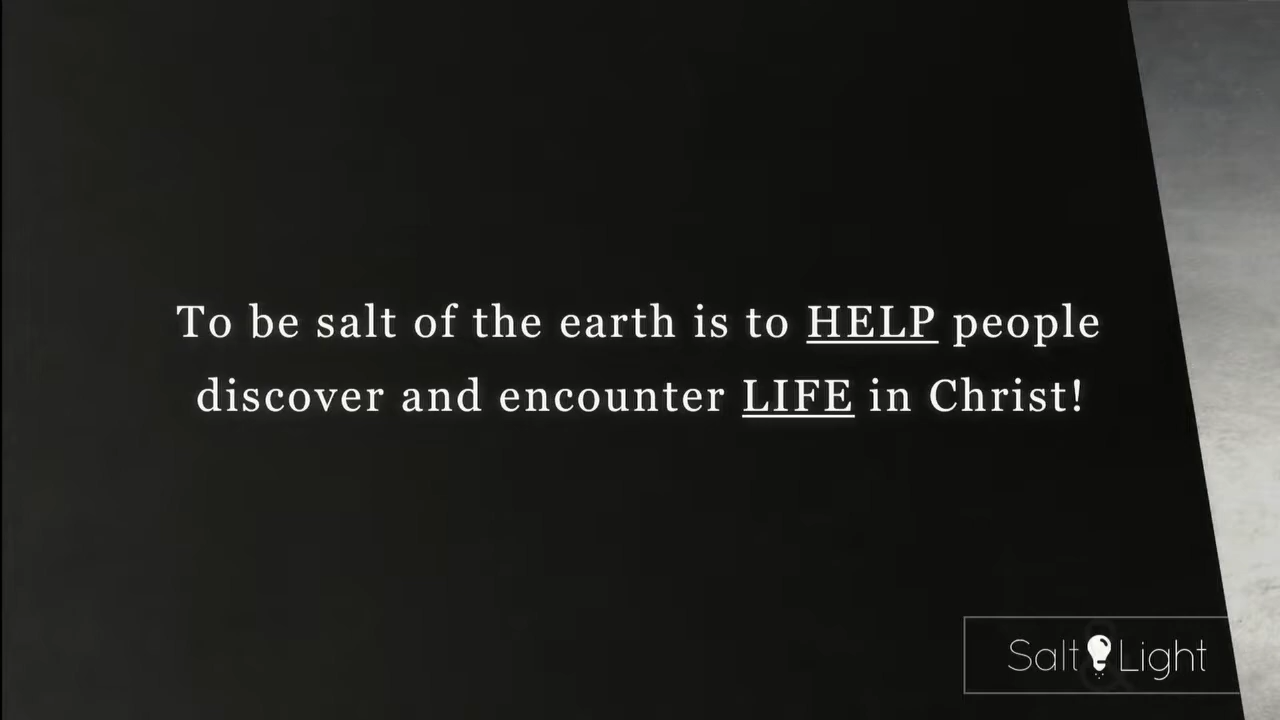 To be salt of the earth is to HELP people
discover and encounter LIFE in Christ!
Salt & Light